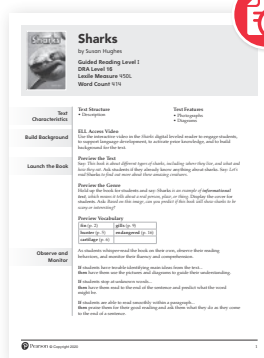 Sharks
Sharks
by Susan Hughes
Guided Reading Level I
DRA Level 16
Lexile Measure 450L
Word Count 414
Text
Characteristics
Text Structure
• Description
Text Features
• Photographs
• Diagrams
Build Background
ELL Access Video
Use the interactive video in the Sharks digital leveled reader to engage students,
to support language development, to activate prior knowledge, and to build
background for the text.
Launch the Book
Preview the Text
Say: This book is about different types of sharks, including where they live, and what and
how they eat. Ask students if they already know anything about sharks. Say: Let's
read Sharks to find out more about these amazing creatures.
Preview the Genre
Hold up the book for students and say: Sharks is an example of informational
text, which means it tells about a real person, place, or thing. Display the cover for
students. Ask: Based on this image, can you predict if this book will show sharks to be
scary or interesting?
Preview Vocabulary
fin (p. 2) gills (p. 9)
hunter (p. 5) endangered (p. 16)
cartilage (p. 6)
Observe and
Monitor
As students whisper-read the book on their own, observe their reading
behaviors, and monitor their fluency and comprehension.
If students have trouble identifying main ideas from the text...
then have them use the pictures and diagrams to guide their understanding.
If students stop at unknown words...
then have them read to the end of the sentence and predict what the word
might be.
If students are able to read smoothly within a paragraph...
then praise them for their good reading and ask them what they do as they come
to the end of a sentence.
Pearson © Copyright 2020
1